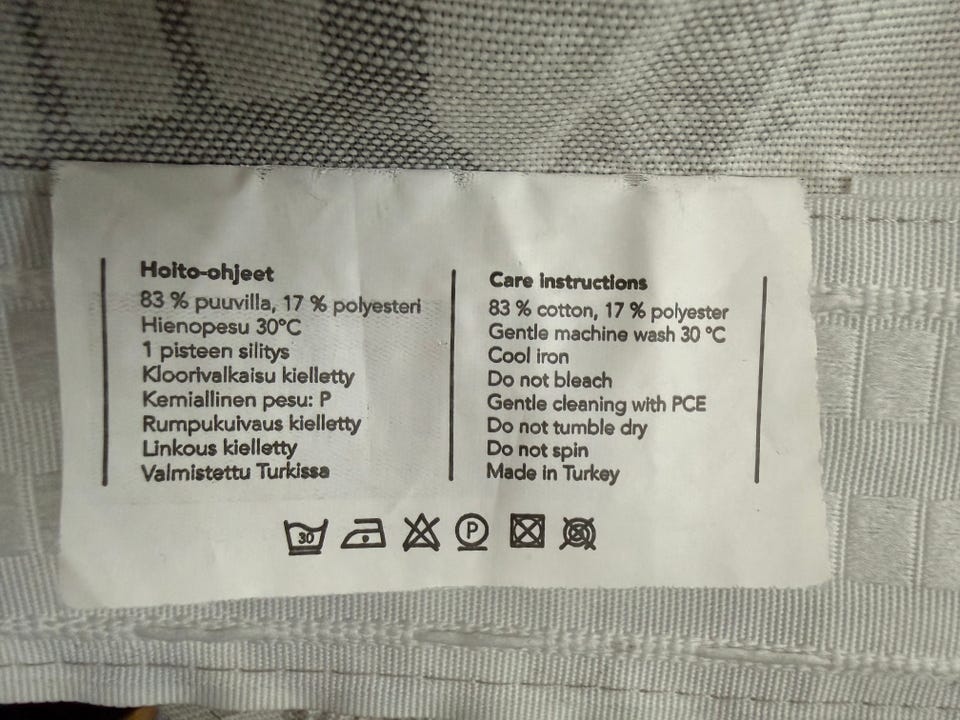 Hoito-ohjeet
83 % puuvilla, 17 % polyesteri
Hienopesu 30°C
1 pisteen silitys
Kloorivalkaisu kielletty
Kemiallinen pesu: P
Rumpukuivaus kielletty
Linkous kielletty
Valmistettu Turkissa
Care instructions
83 % cotton, 17 % polyester
Gentle machine wash 30 °C
Cool iron
Do not bleach
Gentle cleaning with PCE
Do not tumble dry
Do not spin
Made in Turkey
30 P